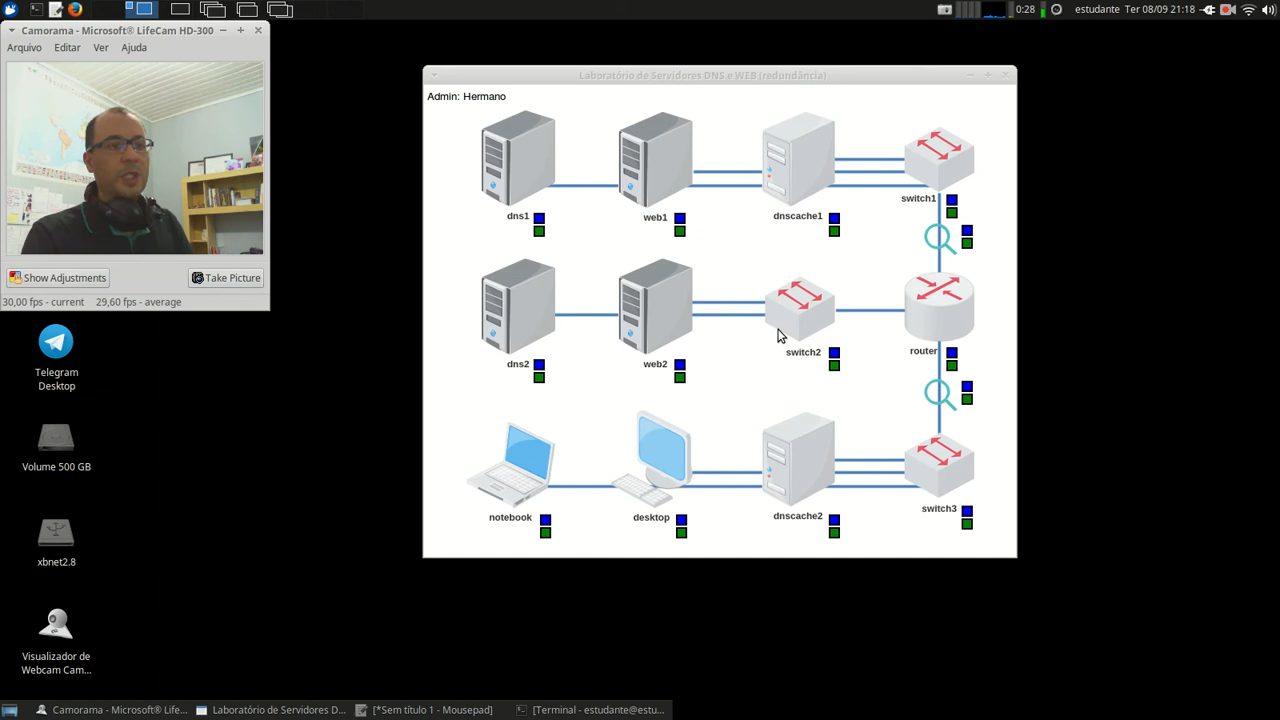 0:28 estudante Ter 08/09 21:18
Camorama - Microsoft® LifeCam HD-300
Arquivo Editar Ver Ajuda
Show Adjustments Take Picture
30,00 fps - current 29,60 fps - average
Telegram
Desktop
Volume 500 GB
xbnet2.8
Visualizador de
Webcam Cam...
Laboratório de Servidores DNS e WEB (redundância)
Admin: Hermano
dns1 web1 dnscache1 switch1
dns2 web2 switch2 router
notebook desktop dnscache2 switch3
Camorama - Microsoft® Life... Laboratório de Servidores D... [*Sem título 1 - Mousepad] [Terminal - estudante@estu...